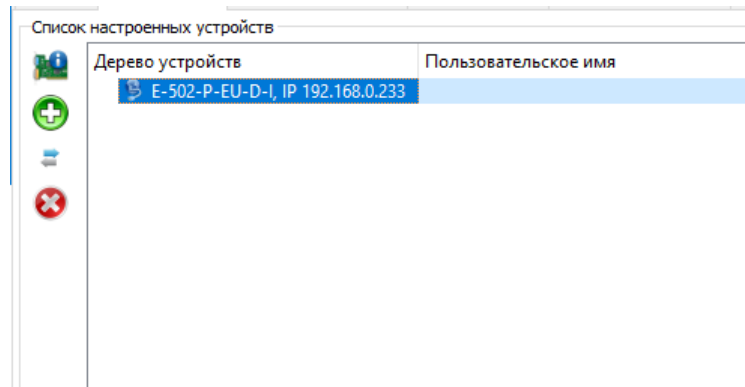 Список настроенных устройств
Дерево устройств Пользовательское имя
E-502-P-EU-D-I, IP 192.168.0.233